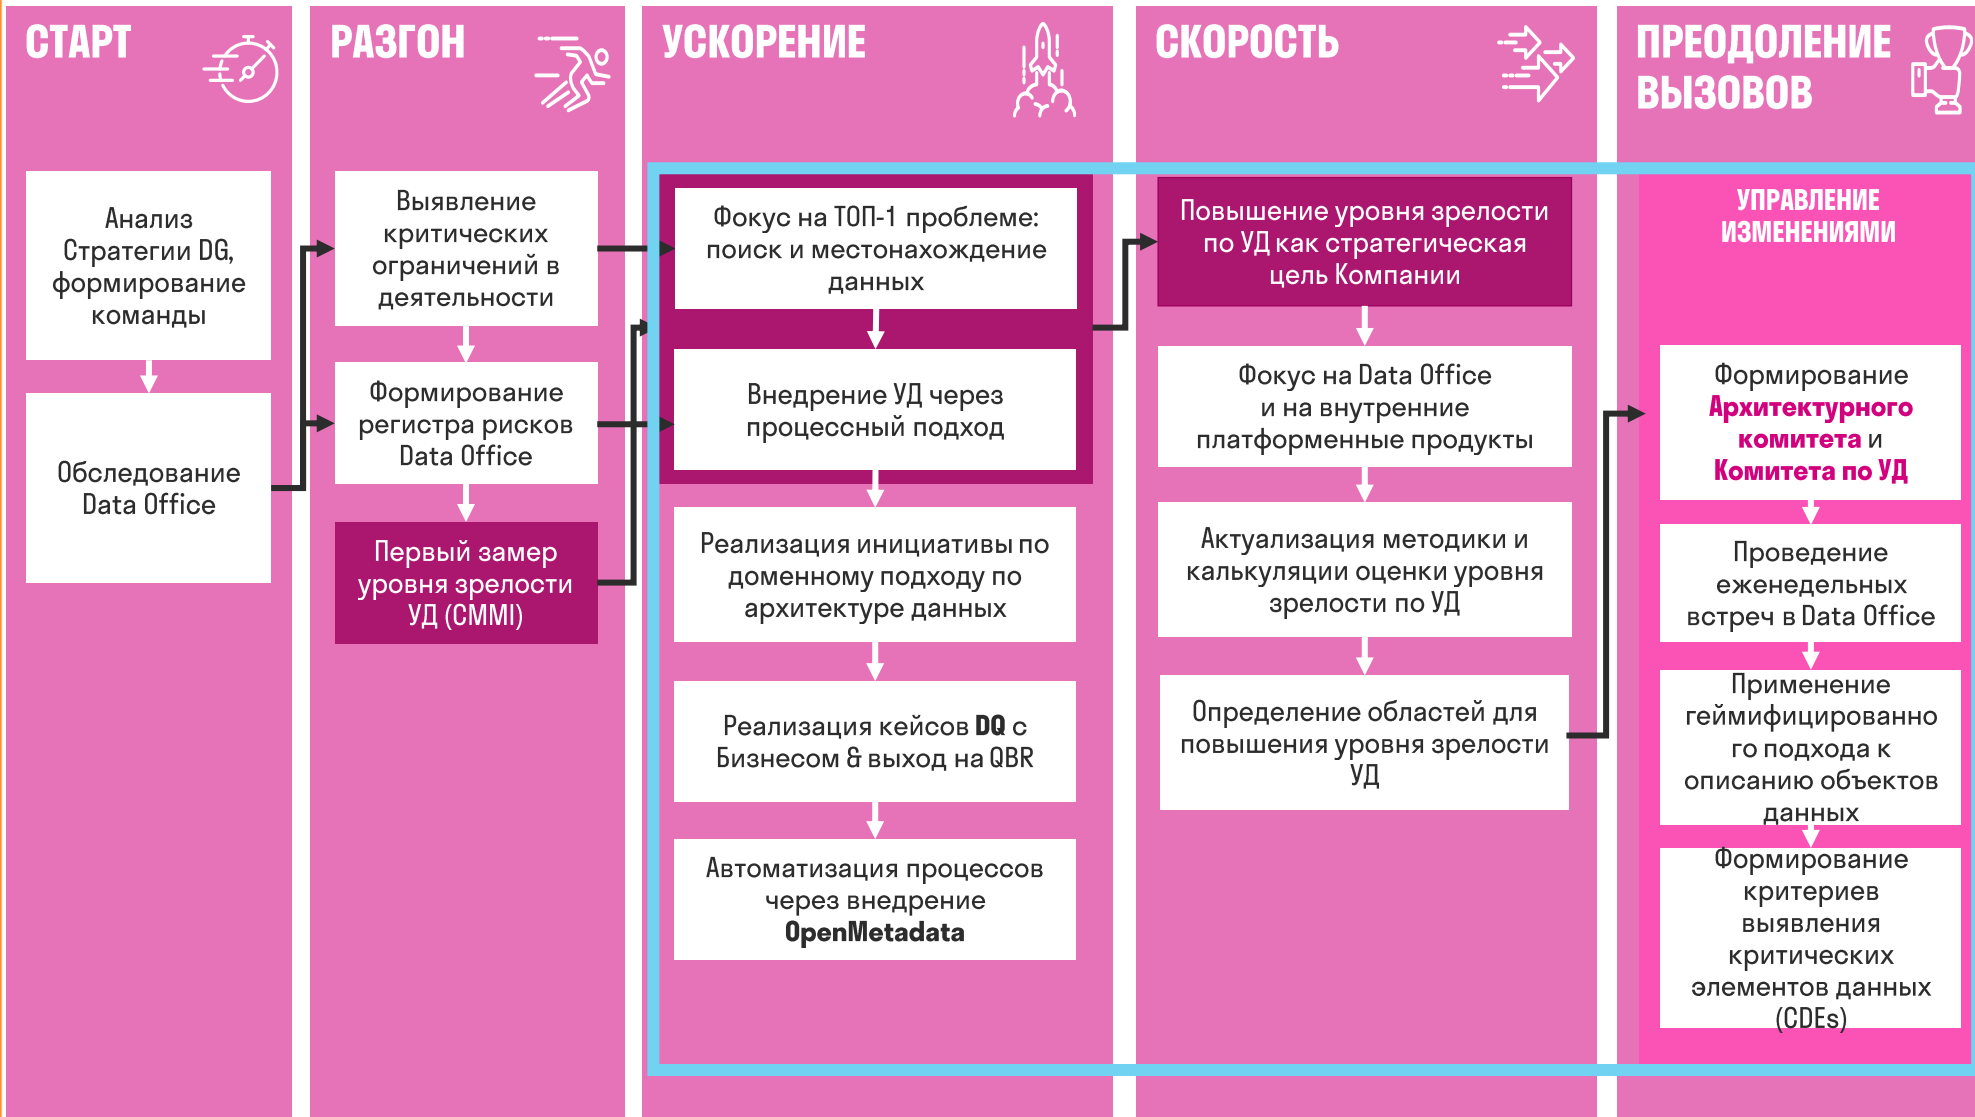 СТАРТ
Анализ
Стратегии DG,
формирование
команды
Обследование
Data Office
РАЗГОН
Выявление
критических
ограничений в
деятельности
Формирование
регистра рисков
Data Office
Первый замер
уровня зрелости
УД (CMMI)
УСКОРЕНИЕ
Фокус на ТОП-1 проблеме:
поиск и местонахождение
данных
Внедрение УД через
процессный подход
Реализация инициативы по
доменному подходу по
архитектуре данных
Реализация кейсов DQ с
Бизнесом & выход на QBR
Автоматизация процессов
через внедрение
OpenMetadata
СКОРОСТЬ
Повышение уровня зрелости
по УД как стратегическая
цель Компании
Фокус на Data Office
и на внутренние
платформенные продукты
Актуализация методики и
калькуляции оценки уровня
зрелости по УД
Определение областей для
повышения уровня зрелости
УД
ПРЕОДОЛЕНИЕ
ВЫЗОВОВ
УПРАВЛЕНИЕ
ИЗМЕНЕНИЯМИ
Формирование
Архитектурного
комитета и
Комитета по УД
Проведение
еженедельных
встреч в Data Office
Применение
геймифицированно
го подхода к
описанию объектов
данных
Формирование
критериев
выявления
критических
элементов данных
(CDEs)